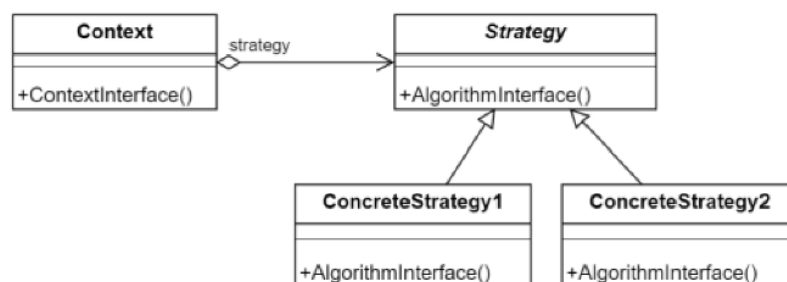 Context
Strategy
strategy
+ContextInterface()
+AlgorithmInterface()
ConcreteStrategy1
ConcreteStrategy2
+AlgorithmInterface()
+AlgorithmInterface()